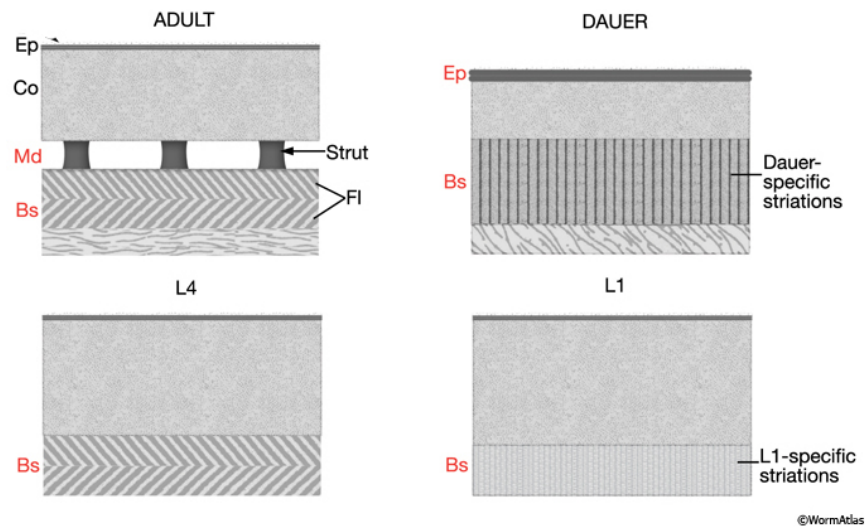 ADULT
Ep
Co
Md
Strut
Bs
Fl
DAUER
Ep
Bs
Dauer-
specific
striations
L4
Bs
L1
Bs
L1-specific
striations
©WormAtlas